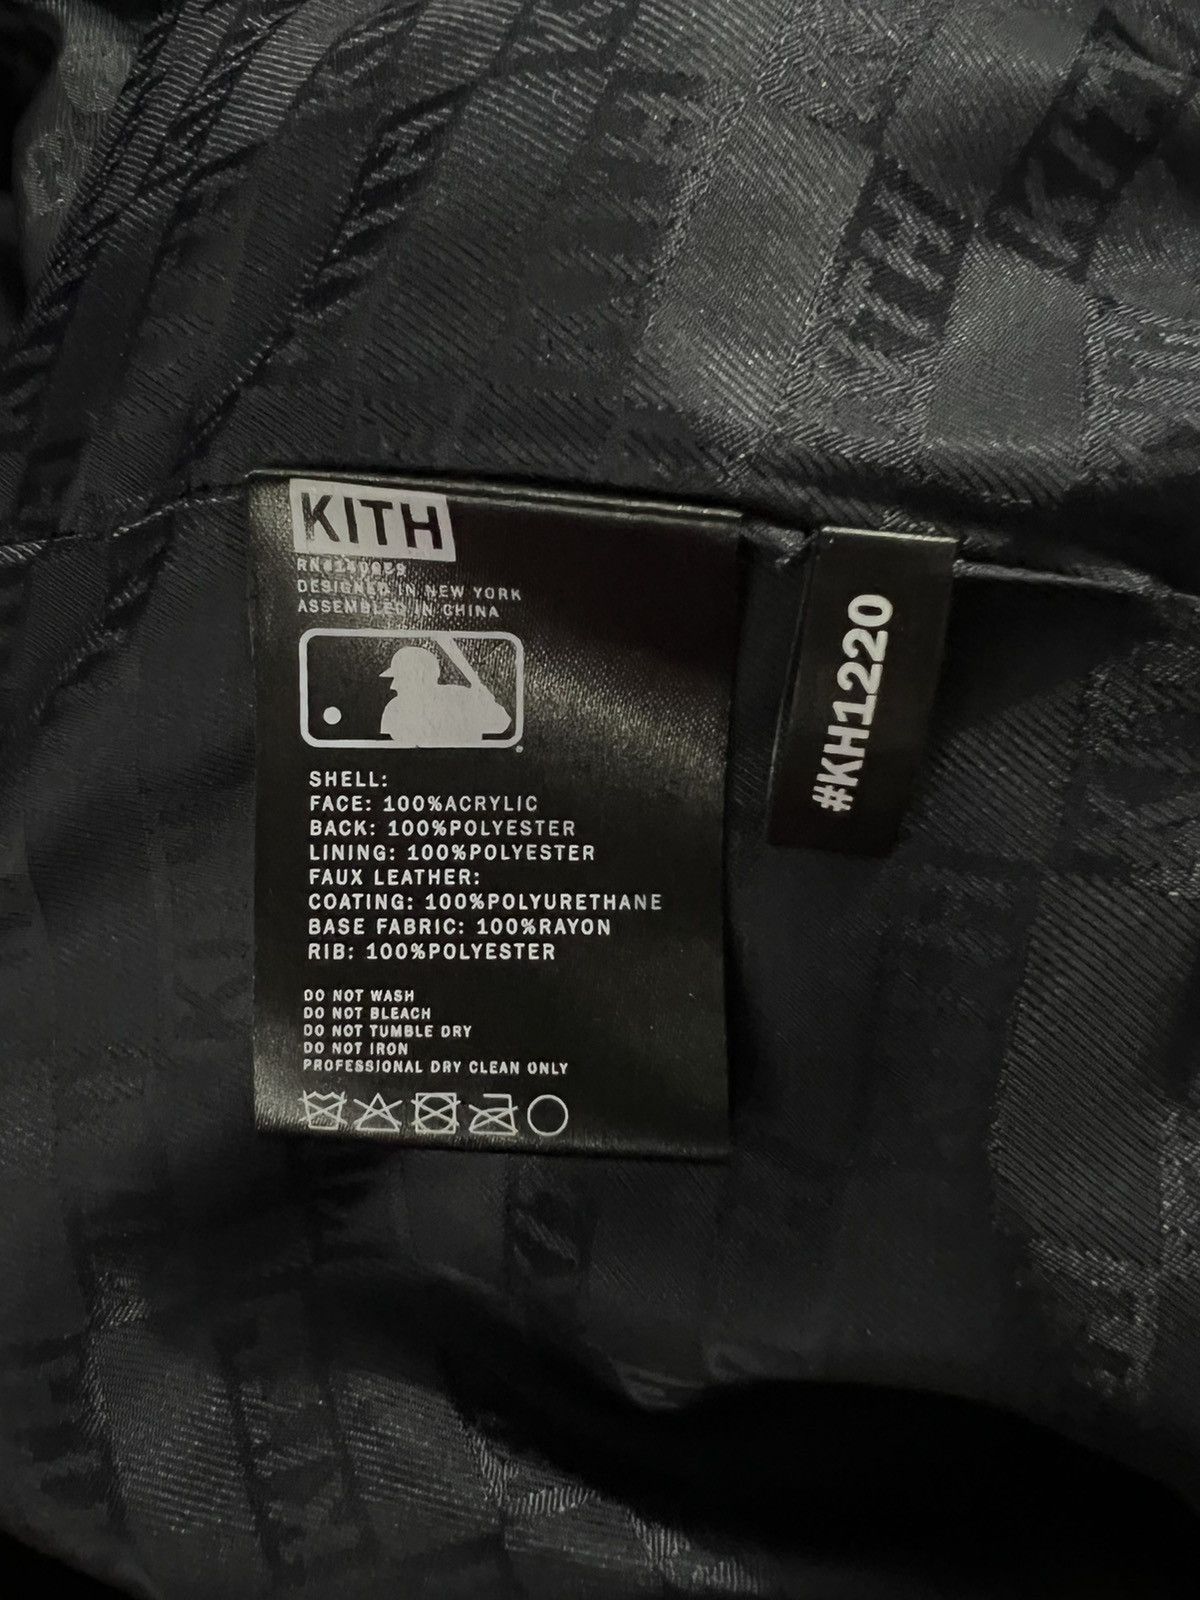 KITH
DESIGNED IN NEW YORK
ASSEMBLED IN CHINA
SHELL:
FACE: 100%ACRYLIC
BACK: 100%POLYESTER
LINING: 100%POLYESTER
FAUX LEATHER:
COATING: 100%POLYURETHANE
BASE FABRIC: 100%RAYON
RIB: 100%POLYESTER
DO NOT WASH
DO NOT BLEACH
DO NOT TUMBLE DRY
DO NOT IRON
PROFESSIONAL DRY CLEAN ONLY
#KH1220
KITH
KITH